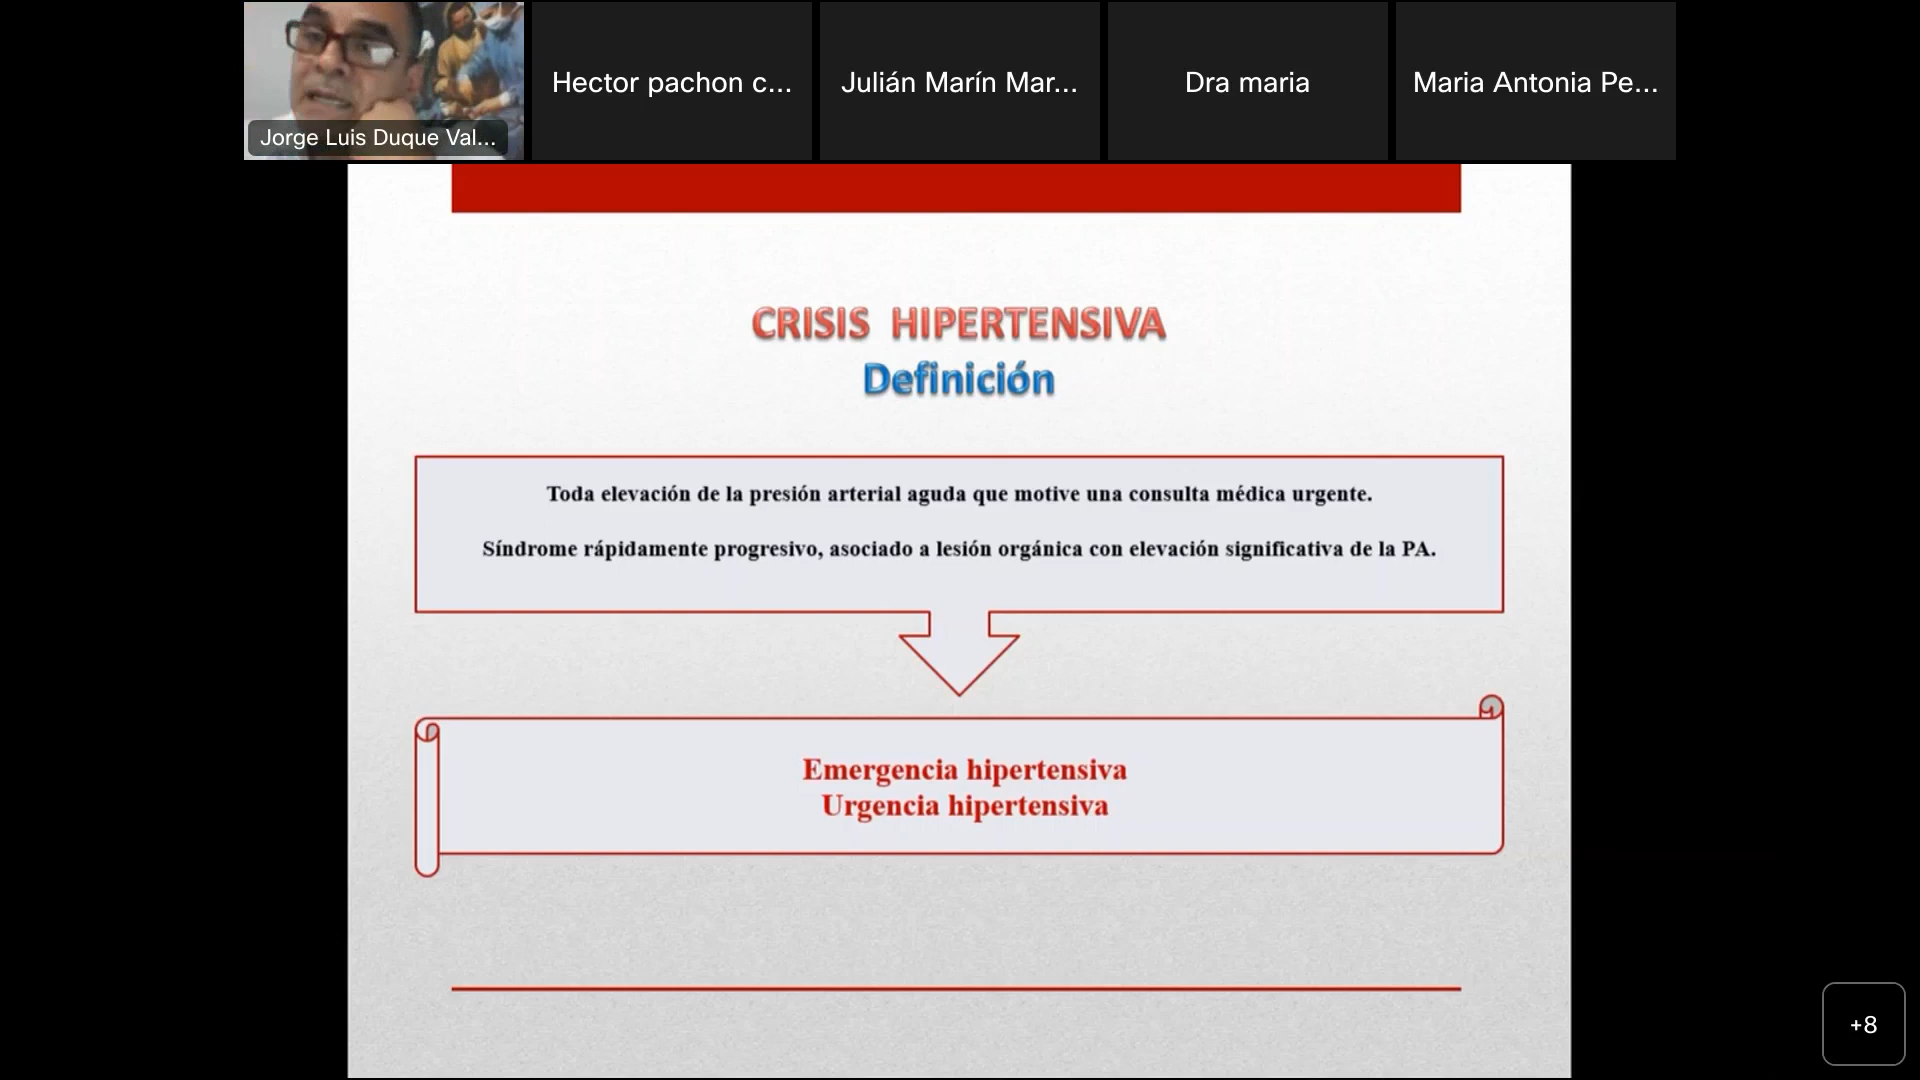 Hector pachon c...
Julián Marín Mar...
Dra maria
Maria Antonia Pe...
Jorge Luis Duque Val...
CRISIS HIPERTENSIVA
Definición
Toda elevación de la presión arterial aguda que motive una consulta médica urgente.
Síndrome rápidamente progresivo, asociado a lesión orgánica con elevación significativa de la PA.
Emergencia hipertensiva
Urgencia hipertensiva
+8